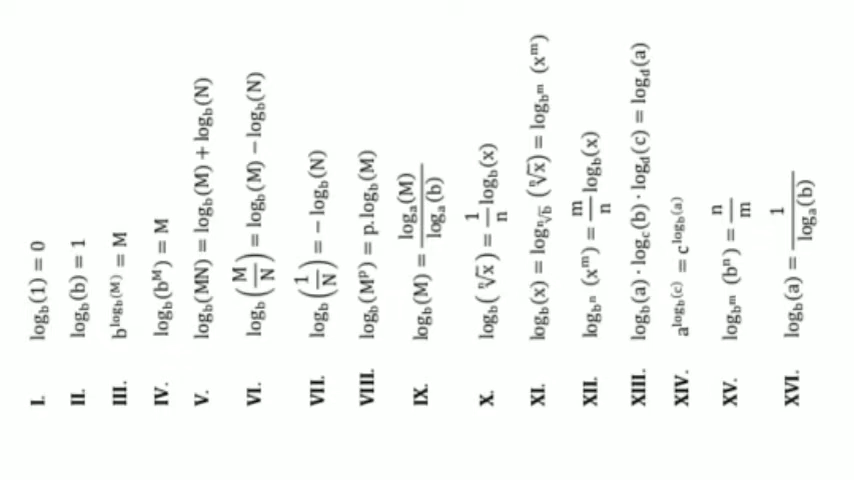 I. log_b(1) = 0
II. log_b(b) = 1
III. b^{log_b(M)} = M
IV. log_b(b^M) = M
V. log_b(MN) = log_b(M) + log_b(N)
VI. log_b(M/N) = log_b(M) − log_b(N)
VII. log_b(1/N) = − log_b(N)
VIII. log_b(M^p) = p.log_b(M)
IX. log_b(M) = log_a(M)/log_a(b)
X. log_b(ⁿ√x) = 1/n log_b(x)
XI. log_b(x) = log_{ⁿ√b}(ⁿ√x) = log_{b^m}(x^m)
XII. log_{b^n}(x^m) = m/n log_b(x)
XIII. log_b(a) · log_c(b) · log_d(c) = log_d(a)
XIV. a^{log_b(c)} = c^{log_b(a)}
XV. log_{b^m}(b^n) = n/m
XVI. log_b(a) = 1/log_a(b)